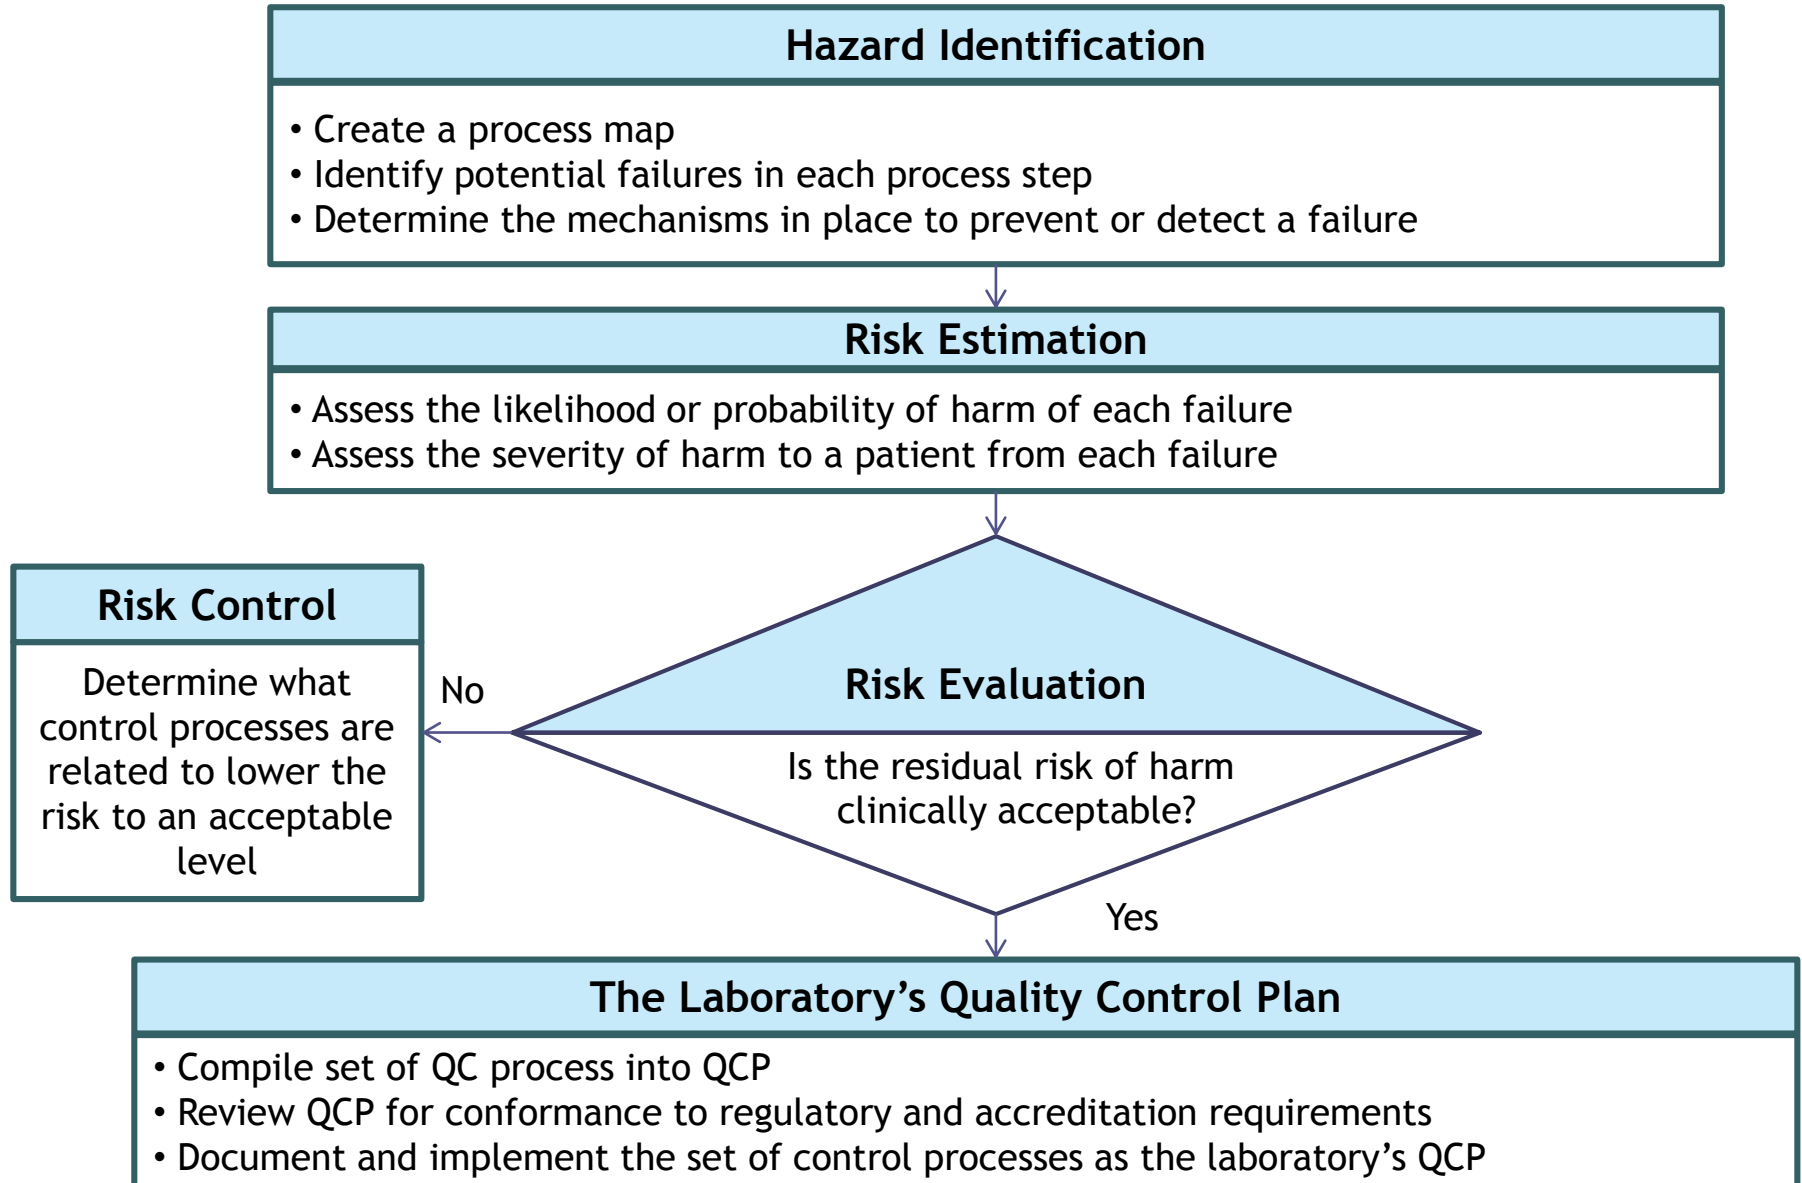 Hazard Identification
• Create a process map
• Identify potential failures in each process step
• Determine the mechanisms in place to prevent or detect a failure
Risk Estimation
• Assess the likelihood or probability of harm of each failure
• Assess the severity of harm to a patient from each failure
Risk Control
Determine what
control processes are
related to lower the
risk to an acceptable
level
No
Risk Evaluation
Is the residual risk of harm
clinically acceptable?
Yes
The Laboratory’s Quality Control Plan
• Compile set of QC process into QCP
• Review QCP for conformance to regulatory and accreditation requirements
• Document and implement the set of control processes as the laboratory’s QCP